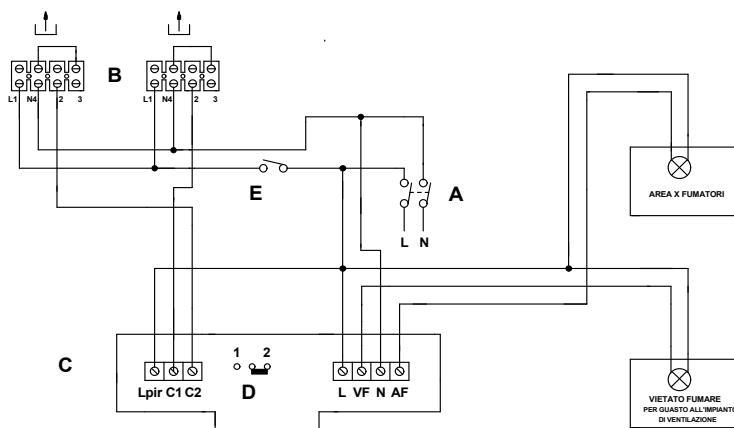 B
L1 N4 2 3
L1 N4 2 3
E
A
L N
AREA X FUMATORI
C
1 2
D
Lpir C1 C2
L VF N AF
VIETATO FUMARE
PER GUASTO ALL'IMPIANTO
DI VENTILAZIONE